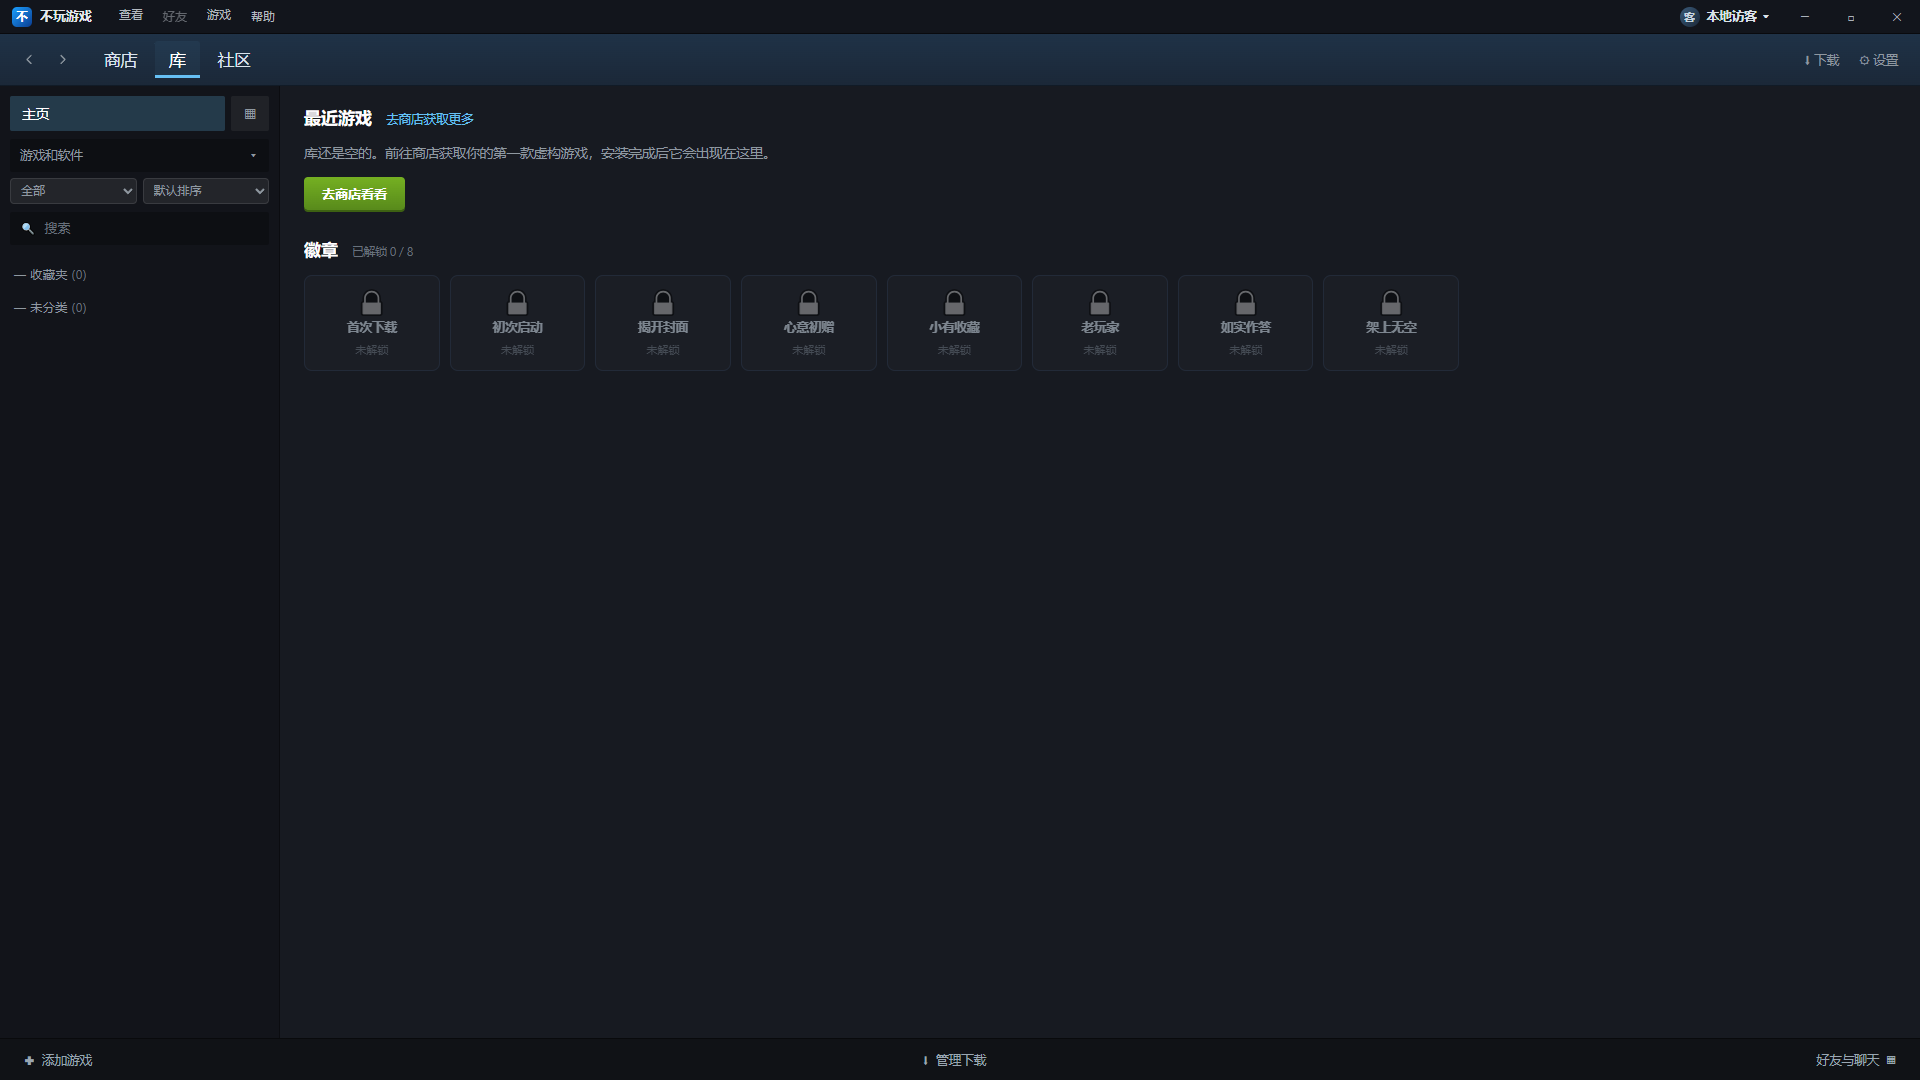 不 不玩游戏 查看 好友 游戏 帮助 客 本地访客
商店 库 社区 下载 设置
主页
游戏和软件
全部 默认排序
搜索
— 收藏夹 (0)
— 未分类 (0)
最近游戏 去商店获取更多
库还是空的。前往商店获取你的第一款虚构游戏，安装完成后它会出现在这里。
去商店看看
徽章 已解锁 0 / 8
首次下载 初次启动 揭开封面 心意初赠 小有收藏 老玩家 如实作答 架上无空
未解锁 未解锁 未解锁 未解锁 未解锁 未解锁 未解锁 未解锁
添加游戏 管理下载 好友与聊天